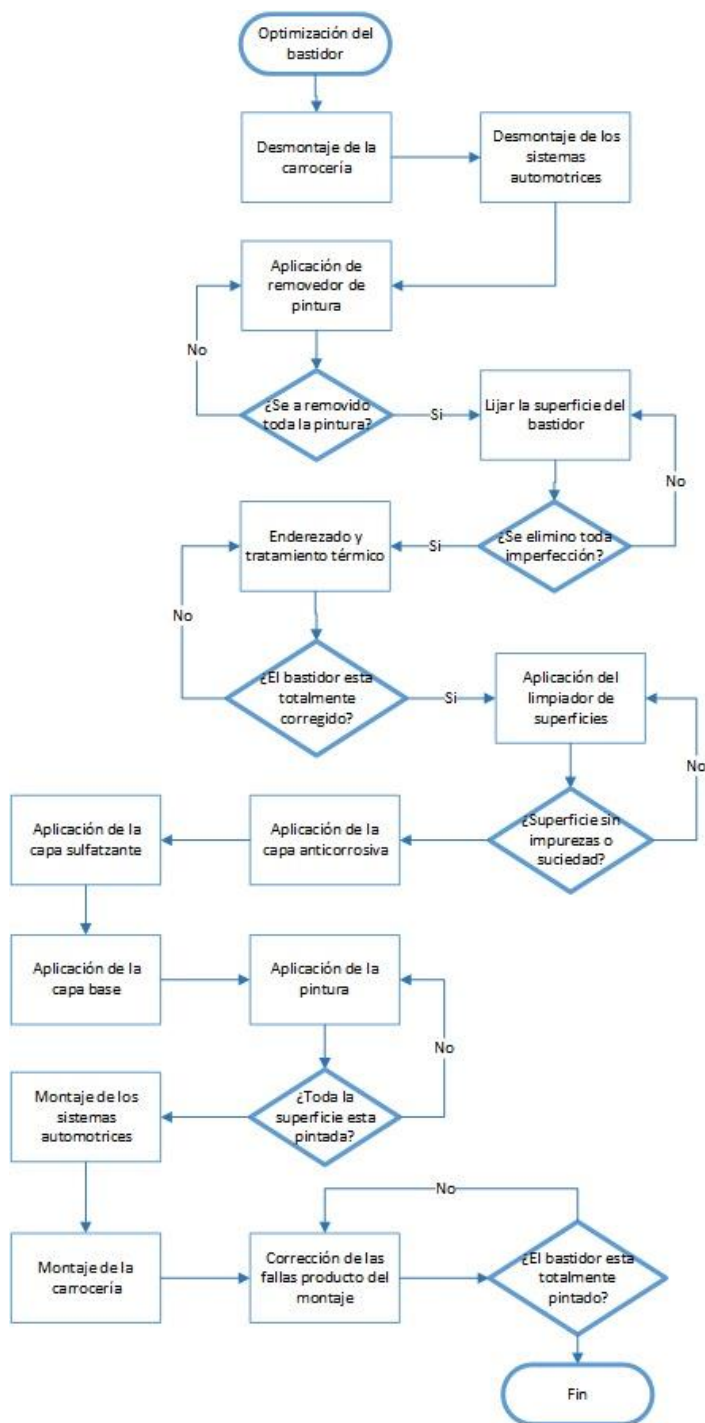 Optimización del
bastidor
Desmontaje de la
carrocería
Desmontaje de los
sistemas
automotrices
Aplicación de
removedor de
pintura
No
¿Se a removido
toda la pintura?
Si
Lijar la superficie del
bastidor
No
¿Se elimino toda
imperfección?
Si
Enderezado y
tratamiento térmico
No
¿El bastidor esta
totalmente
corregido?
Si
Aplicación del
limpiador de
superficies
No
¿Superficie sin
impurezas o
suciedad?
Aplicación de la
capa anticorrosiva
Aplicación de la
capa sulfatzante
Aplicación de la
capa base
Aplicación de la
pintura
No
¿Toda la
superficie esta
pintada?
Montaje de los
sistemas
automotrices
Montaje de la
carrocería
Corrección de las
fallas producto del
montaje
No
¿El bastidor esta
totalmente
pintado?
Fin